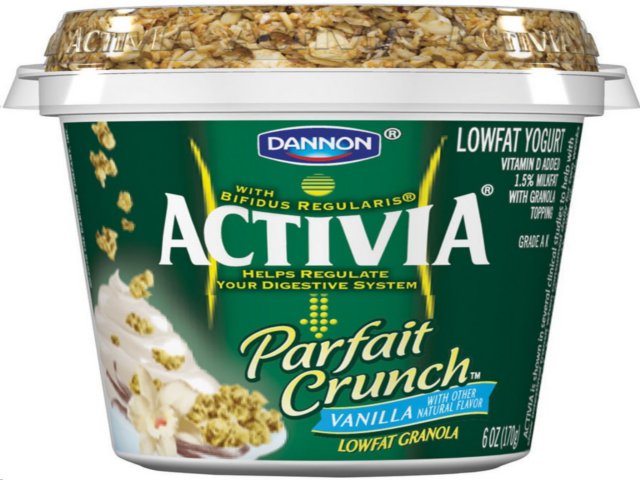 ACTIVIA ACTIVIA ACTIVIA
DANNON®
LOWFAT YOGURT
VITAMIN D ADDED
1.5% MILKFAT
WITH GRANOLA
TOPPING
GRADE A
WITH
BIFIDUS REGULARIS®
ACTIVIA®
HELPS REGULATE
YOUR DIGESTIVE SYSTEM
Parfait
Crunch™
VANILLA WITH OTHER
NATURAL FLAVOR
LOWFAT GRANOLA
6 OZ (170g)
ACTIVIA is shown in several clinical studies to help with